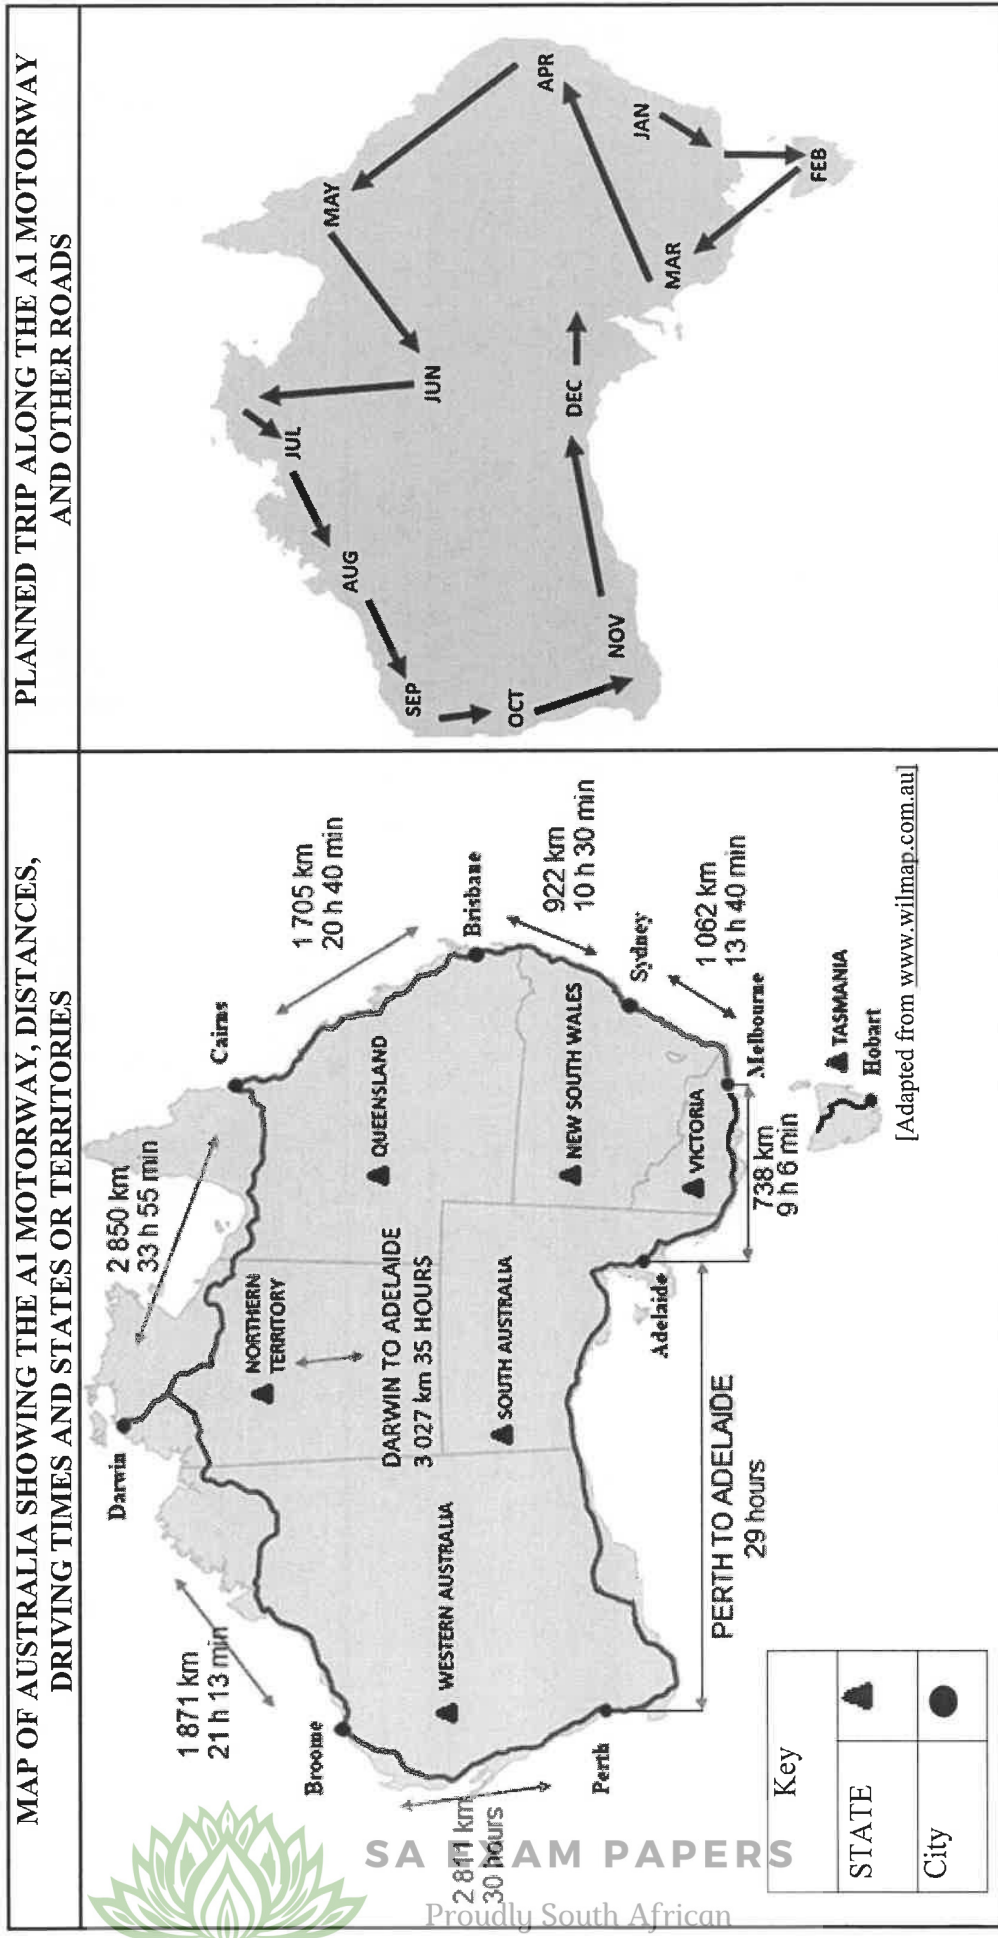 MAP OF AUSTRALIA SHOWING THE A1 MOTORWAY, DISTANCES,
DRIVING TIMES AND STATES OR TERRITORIES
Darwin
2 850 km
33 h 55 min
Cairns
1 705 km
20 h 40 min
1 871 km
21 h 13 min
NORTHERN
TERRITORY
QUEENSLAND
Broome
DARWIN TO ADELAIDE
3 027 km 35 HOURS
Brisbane
WESTERN AUSTRALIA
SOUTH AUSTRALIA
NEW SOUTH WALES
922 km
10 h 30 min
2 811 km
30 hours
Perth
Adelaide
Sydney
VICTORIA
1 062 km
13 h 40 min
Melbourne
PERTH TO ADELAIDE
29 hours
738 km
9 h 6 min
TASMANIA
Hobart
Key
STATE
City
[Adapted from www.wilmap.com.au]
PLANNED TRIP ALONG THE A1 MOTORWAY
AND OTHER ROADS
JAN
FEB
MAR
APR
MAY
JUN
JUL
AUG
SEP
OCT
NOV
DEC
SA EXAM PAPERS
Proudly South African